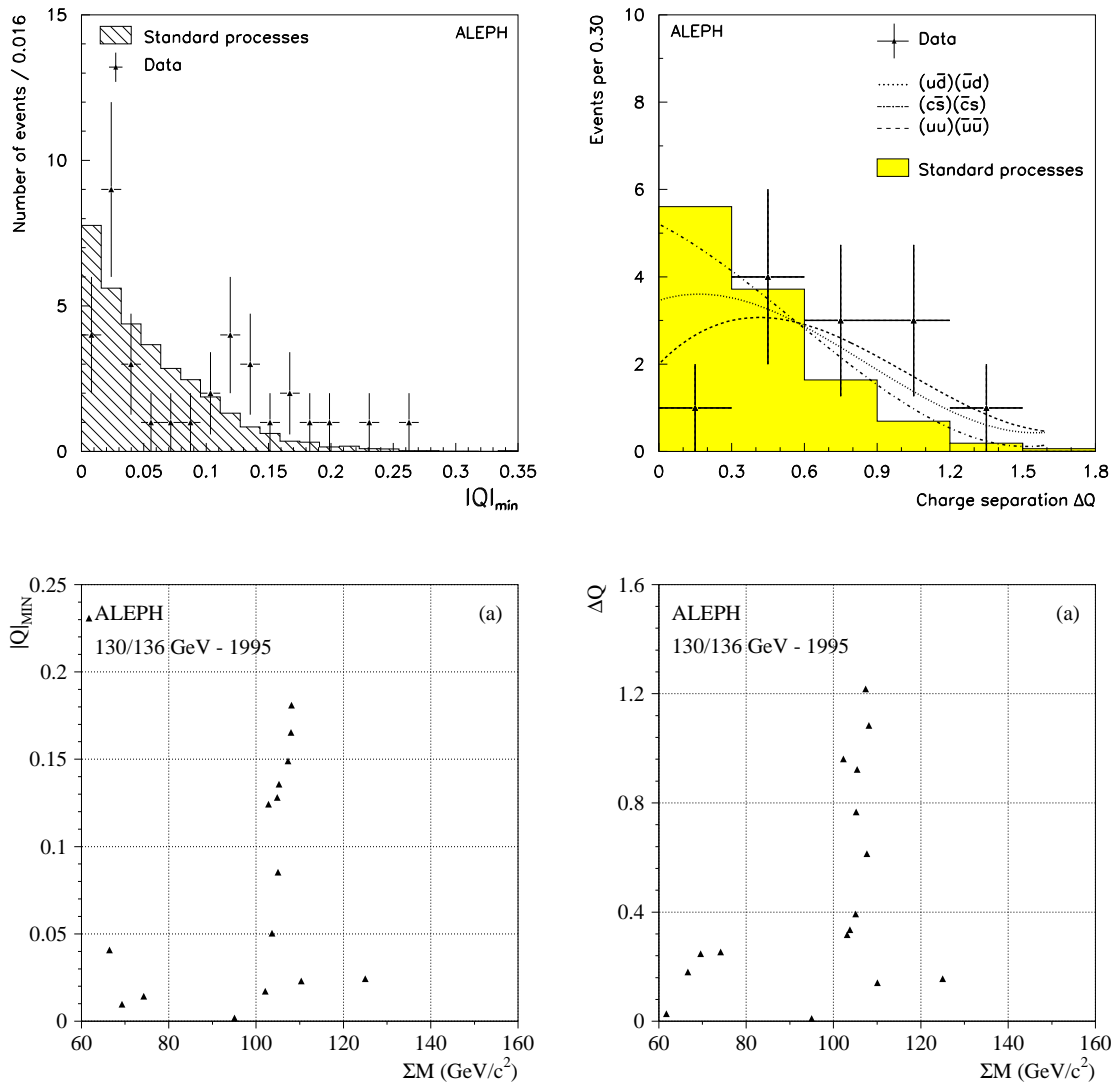 15
10
5
0
Number of events / 0.016
Standard processes
Data
ALEPH
0 0.05 0.1 0.15 0.2 0.25 0.3 0.35
|Q|min
10
8
6
4
2
0
Events per 0.30
ALEPH
Data
(ud̅)(u̅d)
(cs̅)(c̅s)
(uu)(u̅u̅)
Standard processes
0 0.3 0.6 0.9 1.2 1.5 1.8
Charge separation ΔQ
0.25
0.2
0.15
0.1
0.05
0
|Q|MIN
ALEPH (a)
130/136 GeV - 1995
60 80 100 120 140 160
ΣM (GeV/c²)
1.6
1.2
0.8
0.4
0
ΔQ
ALEPH (a)
130/136 GeV - 1995
60 80 100 120 140 160
ΣM (GeV/c²)